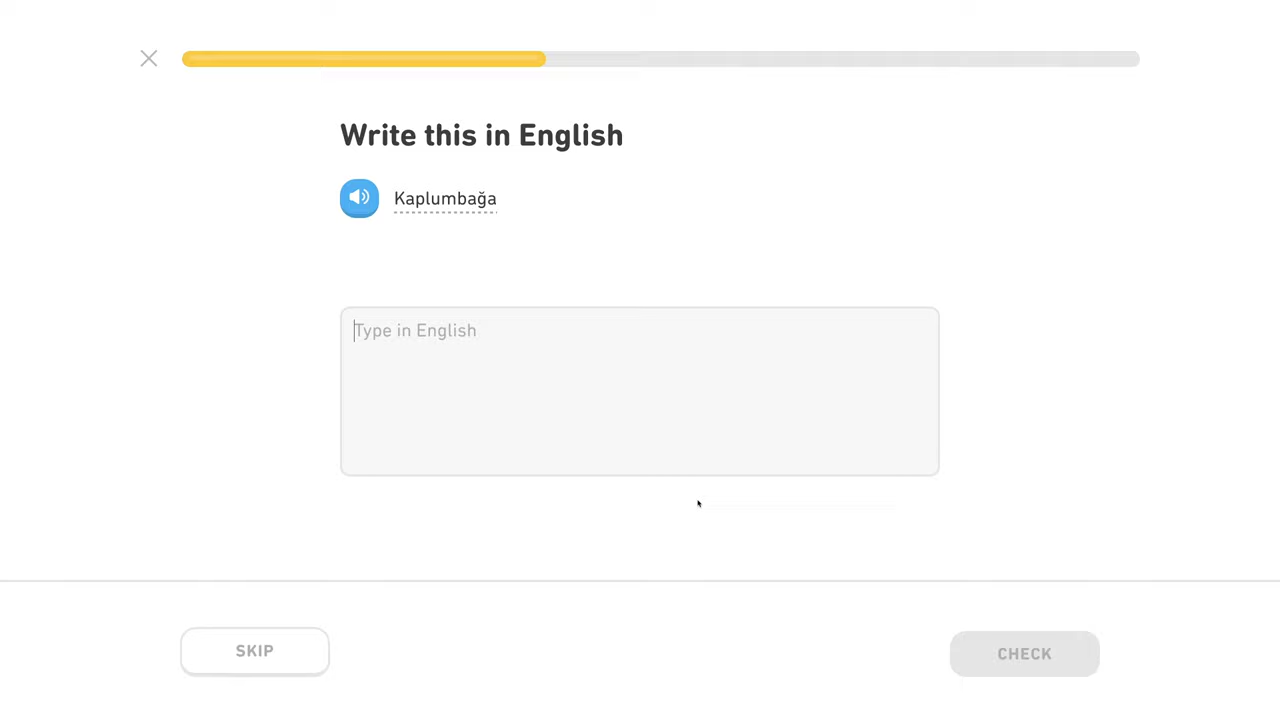 Write this in English
Kaplumbağa
Type in English
SKIP
CHECK